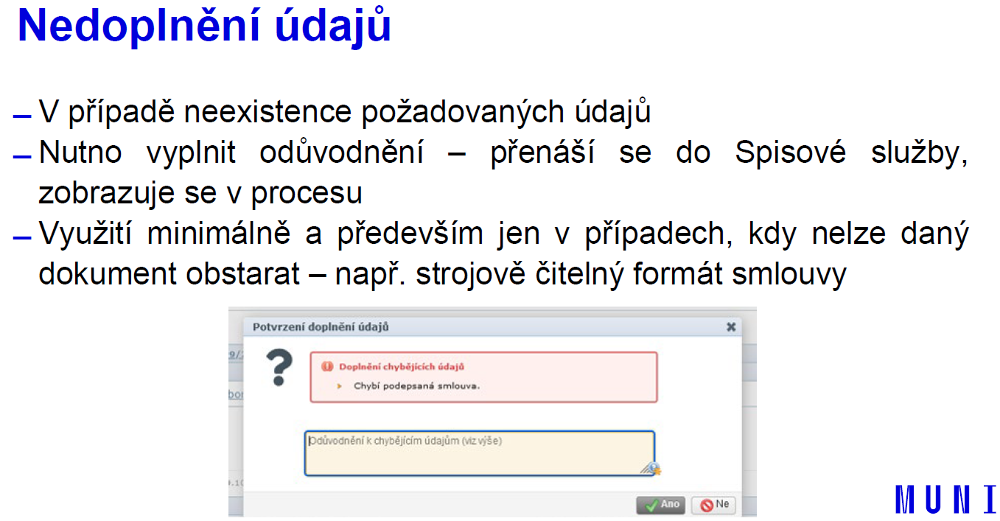 Nedoplnění údajů
– V případě neexistence požadovaných údajů
– Nutno vyplnit odůvodnění – přenáší se do Spisové služby,
zobrazuje se v procesu
– Využití minimálně a především jen v případech, kdy nelze daný
dokument obstarat – např. strojově čitelný formát smlouvy
Potvrzení doplnění údajů
9/
Doplnění chybějících údajů
Chybí podepsaná smlouva.
bor
Odůvodnění k chybějícím údajům (viz výše)
Ano Ne
MUNI